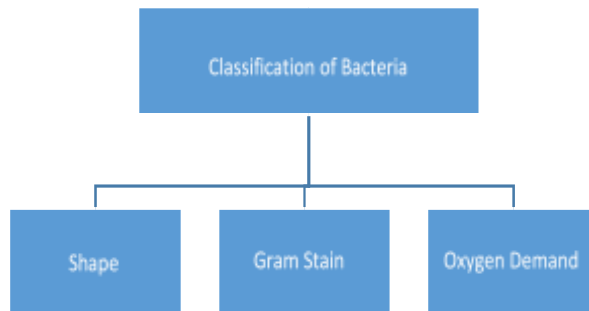 Classification of Bacteria
Shape
Gram Stain
Oxygen Demand